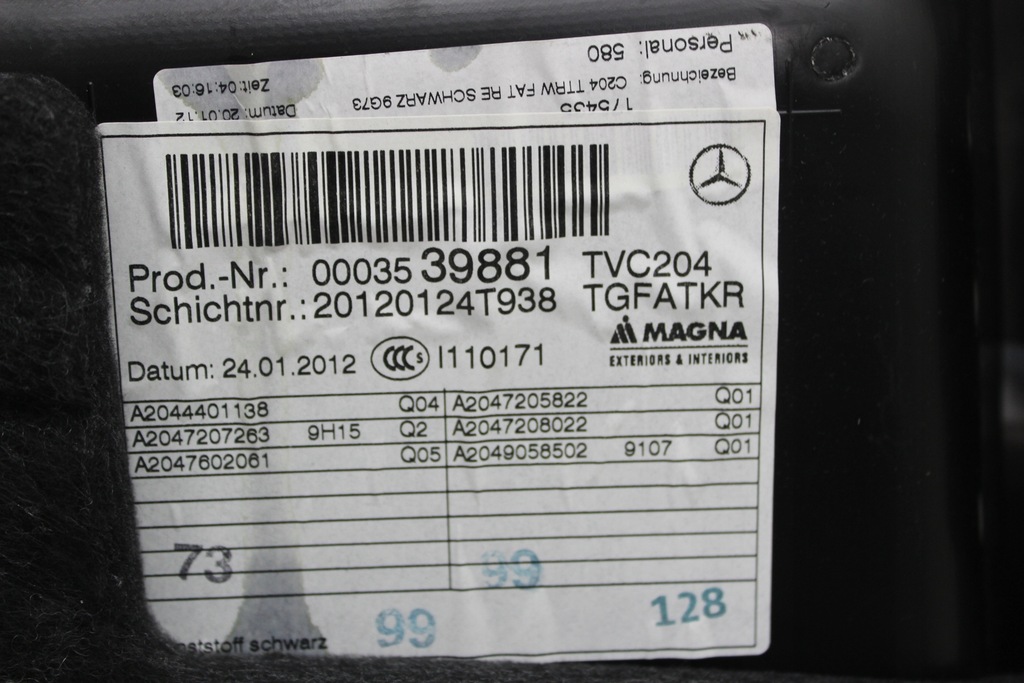 Personal: 580
Bezeichnung: C204 TTRW FAT RE SCHWARZ 9G73
Zeit: 04:16:03
Datum: 20.01.12
Prod.-Nr.: 00035 39881 TVC204
Schichtnr.: 20120124T938 TGFATKR
MAGNA
EXTERIORS & INTERIORS
Datum: 24.01.2012 CCC S I110171
A2044401138 Q04 A2047205822 Q01
A2047207263 9H15 Q2 A2047208022 Q01
A2047602061 Q05 A2049058502 9107 Q01
73
99
99
128
schwarz